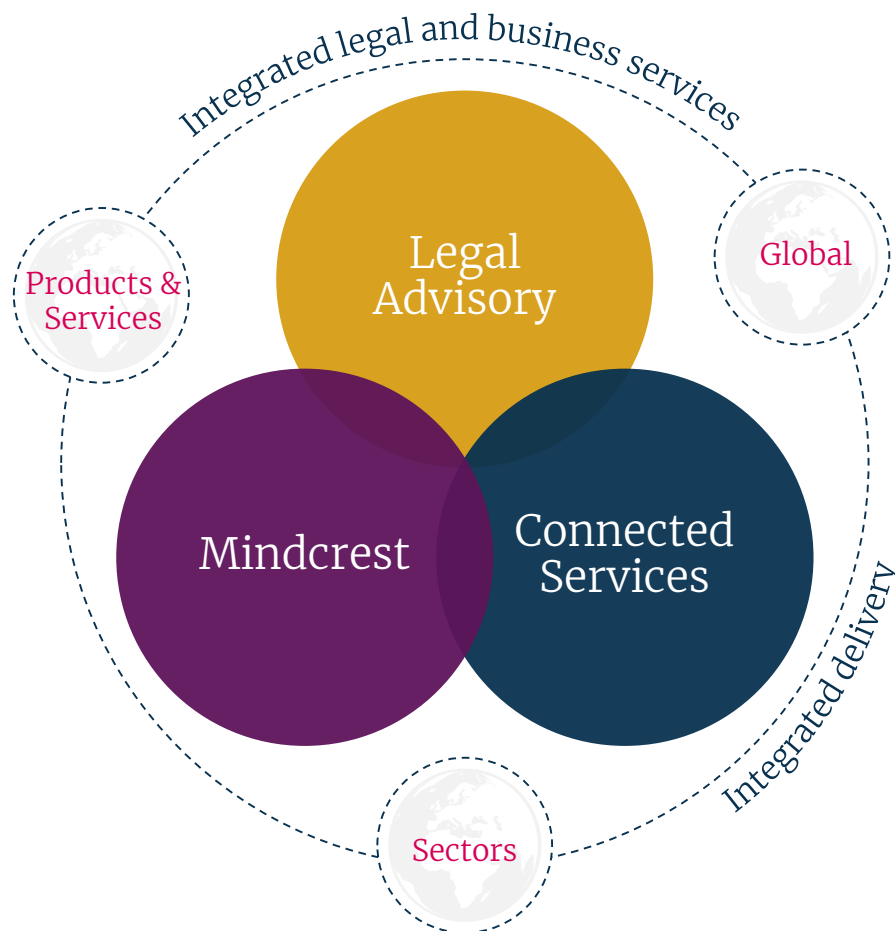 Integrated legal and business services
Products &
Services
Global
Legal
Advisory
Mindcrest
Connected
Services
Integrated delivery
Sectors